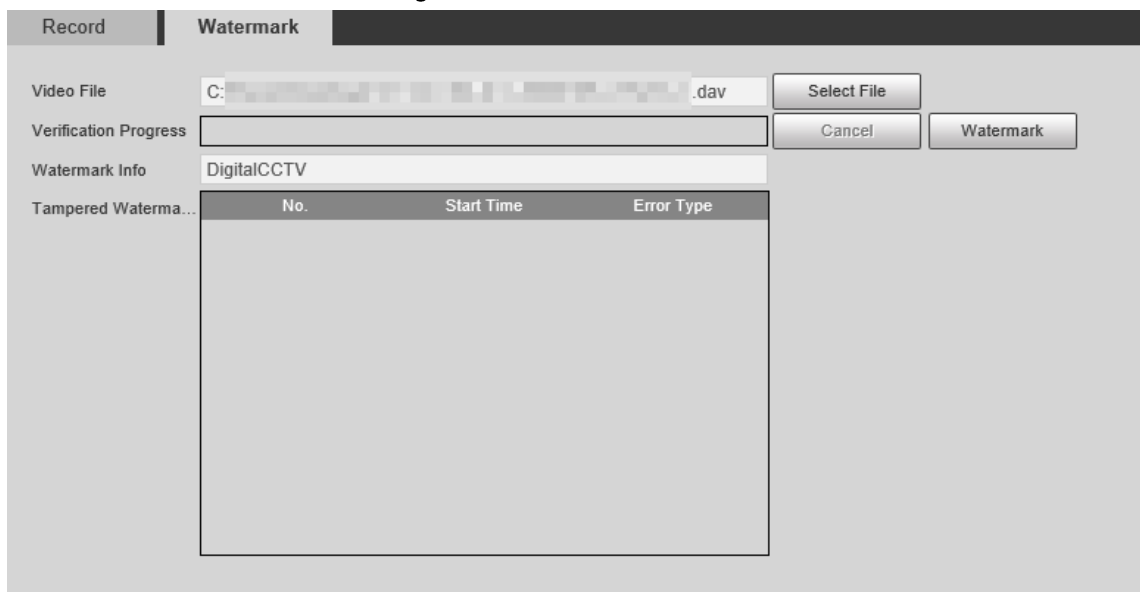 Record Watermark
Video File C: .dav Select File
Verification Progress Cancel Watermark
Watermark Info DigitalCCTV
Tampered Waterma... No. Start Time Error Type